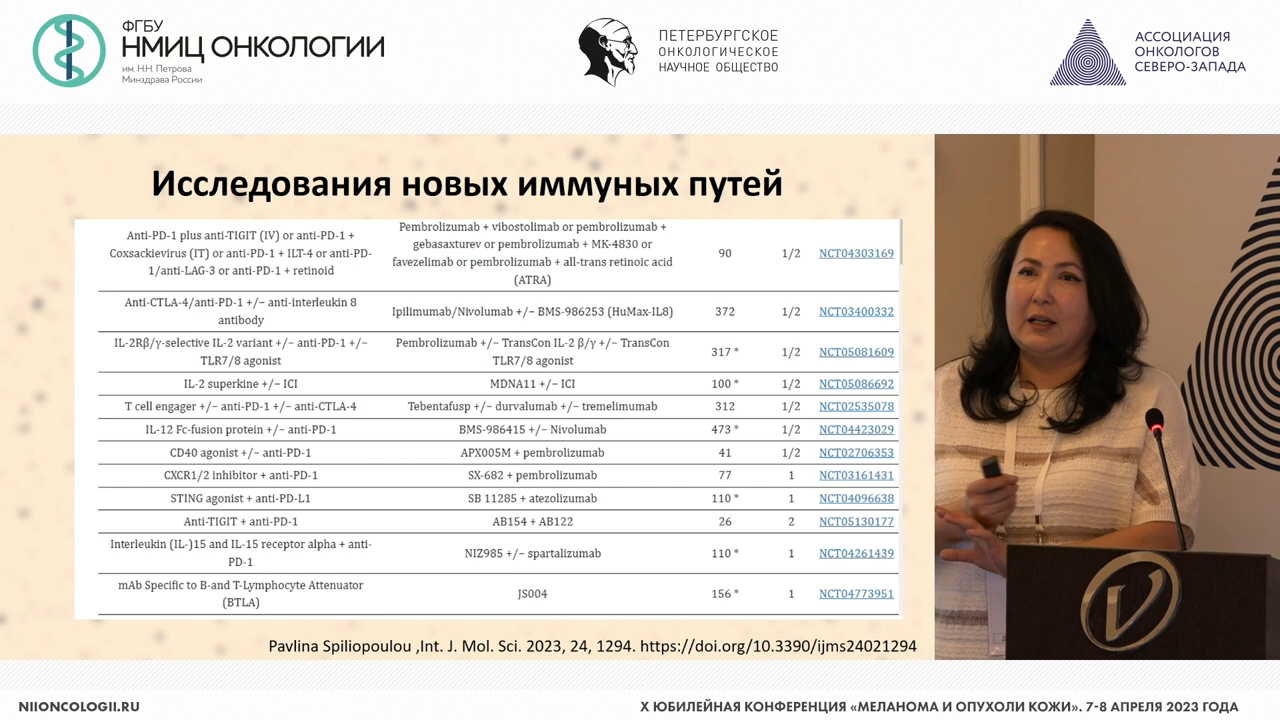 ФГБУ
НМИЦ ОНКОЛОГИИ
им. Н.Н. Петрова
Минздрава России
ПЕТЕРБУРГСКОЕ
ОНКОЛОГИЧЕСКОЕ
НАУЧНОЕ ОБЩЕСТВО
АССОЦИАЦИЯ
ОНКОЛОГОВ
СЕВЕРО-ЗАПАДА
Исследования новых иммуных путей
Anti-PD-1 plus anti-TIGIT (IV) or anti-PD-1 +
Coxsackievirus (IT) or anti-PD-1 + ILT-4 or anti-PD-
1/anti-LAG-3 or anti-PD-1 + retinoid
Pembrolizumab + vibostolimab or pembrolizumab +
gebasaxturev or pembrolizumab + MK-4830 or
favezelimab or pembrolizumab + all-trans retinoic acid
(ATRA)
90 1/2 NCT04303169
Anti-CTLA-4/anti-PD-1 +/− anti-interleukin 8
antibody
Ipilimumab/Nivolumab +/− BMS-986253 (HuMax-IL8) 372 1/2 NCT03400332
IL-2Rβ/γ-selective IL-2 variant +/− anti-PD-1 +/−
TLR7/8 agonist
Pembrolizumab +/− TransCon IL-2 β/γ +/− TransCon
TLR7/8 agonist
317 * 1/2 NCT05081609
IL-2 superkine +/− ICI MDNA11 +/− ICI 100 * 1/2 NCT05086692
T cell engager +/− anti-PD-1 +/− anti-CTLA-4 Tebentafusp +/− durvalumab +/− tremelimumab 312 1/2 NCT02535078
IL-12 Fc-fusion protein +/− anti-PD-1 BMS-986415 +/− Nivolumab 473 * 1/2 NCT04423029
CD40 agonist +/− anti-PD-1 APX005M + pembrolizumab 41 1/2 NCT02706353
CXCR1/2 inhibitor + anti-PD-1 SX-682 + pembrolizumab 77 1 NCT03161431
STING agonist + anti-PD-L1 SB 11285 + atezolizumab 110 * 1 NCT04096638
Anti-TIGIT + anti-PD-1 AB154 + AB122 26 2 NCT05130177
Interleukin (IL-)15 and IL-15 receptor alpha + anti-
PD-1
NIZ985 +/− spartalizumab 110 * 1 NCT04261439
mAb Specific to B-and T-Lymphocyte Attenuator
(BTLA)
JS004 156 * 1 NCT04773951
Pavlina Spiliopoulou ,Int. J. Mol. Sci. 2023, 24, 1294. https://doi.org/10.3390/ijms24021294
NIIONCOLOGII.RU
X ЮБИЛЕЙНАЯ КОНФЕРЕНЦИЯ «МЕЛАНОМА И ОПУХОЛИ КОЖИ». 7-8 АПРЕЛЯ 2023 ГОДА